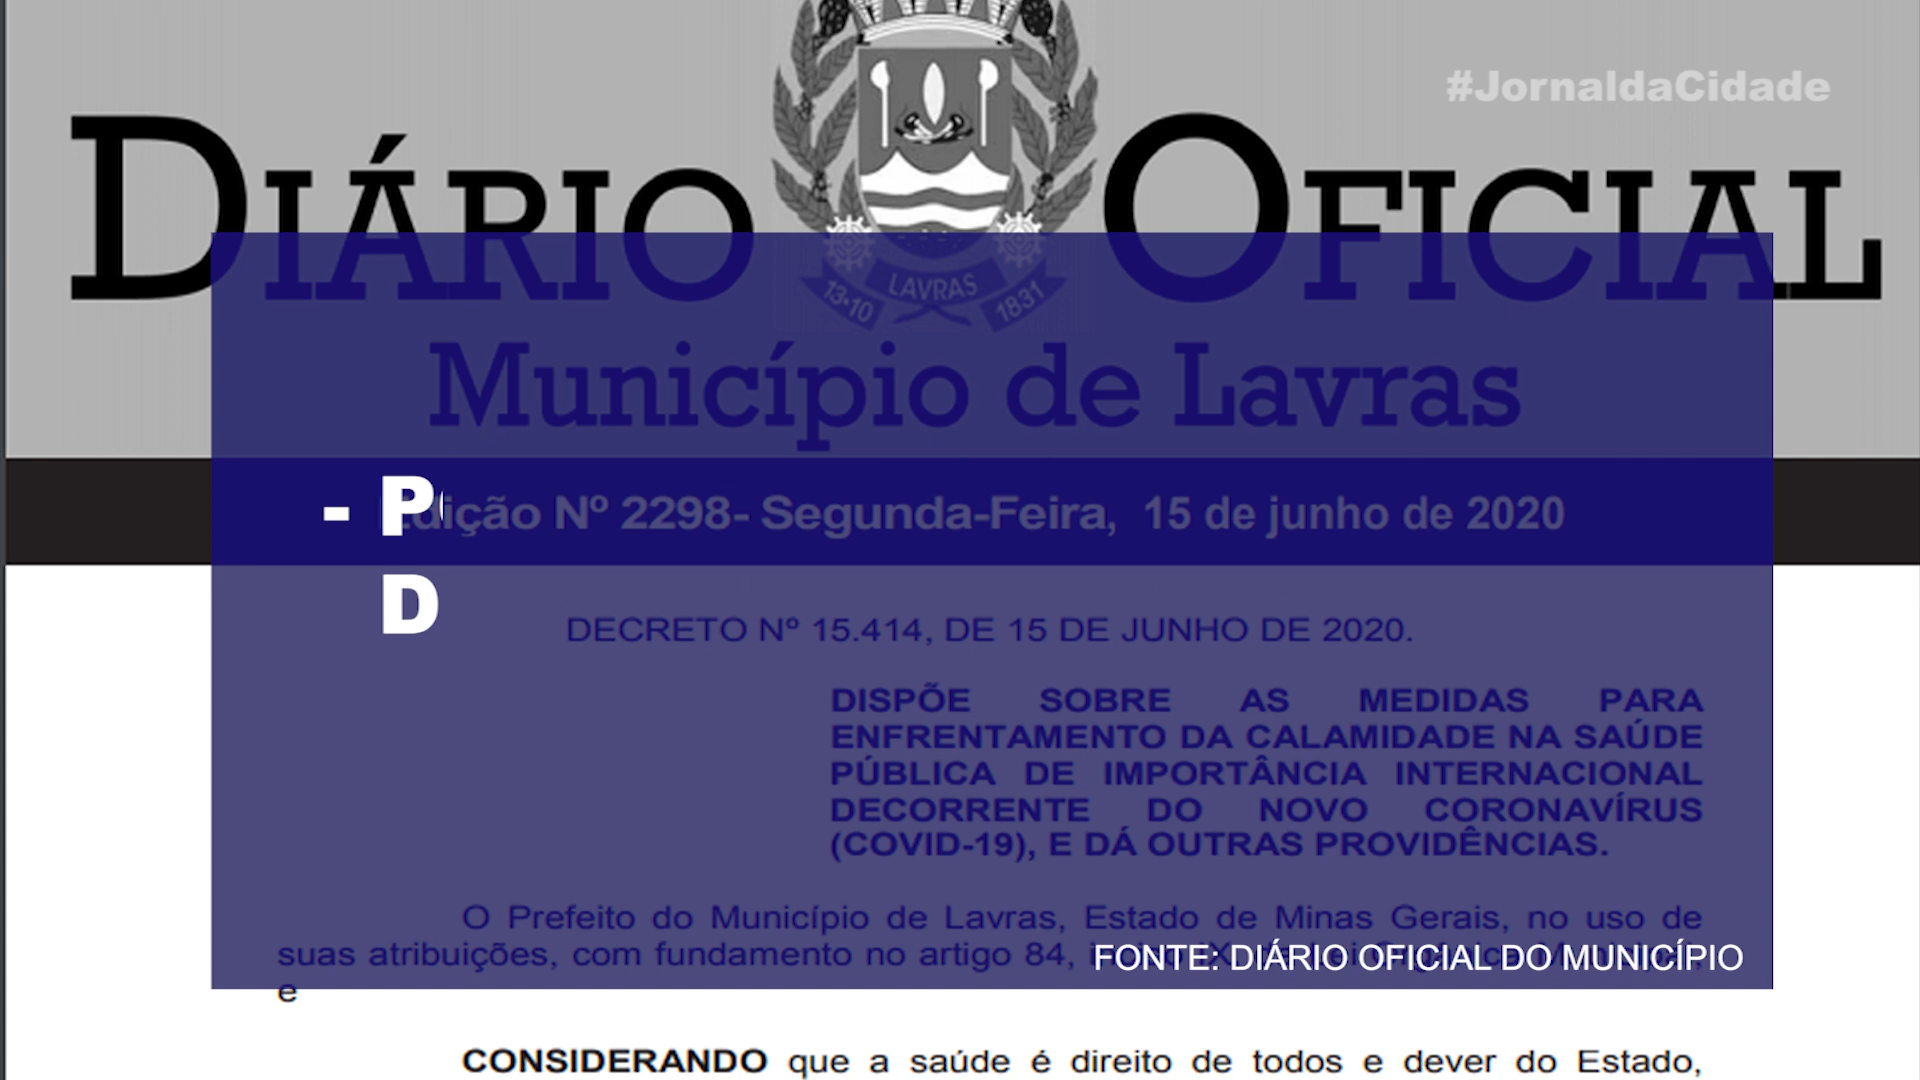 #JornaldaCidade
DIÁRIO OFICIAL
LAVRAS
13-10 1831
Município de Lavras
Edição Nº 2298- Segunda-Feira, 15 de junho de 2020
- P
D
DECRETO Nº 15.414, DE 15 DE JUNHO DE 2020.
DISPÕE SOBRE AS MEDIDAS PARA
ENFRENTAMENTO DA CALAMIDADE NA SAÚDE
PÚBLICA DE IMPORTÂNCIA INTERNACIONAL
DECORRENTE DO NOVO CORONAVÍRUS
(COVID-19), E DÁ OUTRAS PROVIDÊNCIAS.
O Prefeito do Município de Lavras, Estado de Minas Gerais, no uso de
suas atribuições, com fundamento no artigo 84,
FONTE: DIÁRIO OFICIAL DO MUNICÍPIO
e
CONSIDERANDO que a saúde é direito de todos e dever do Estado,